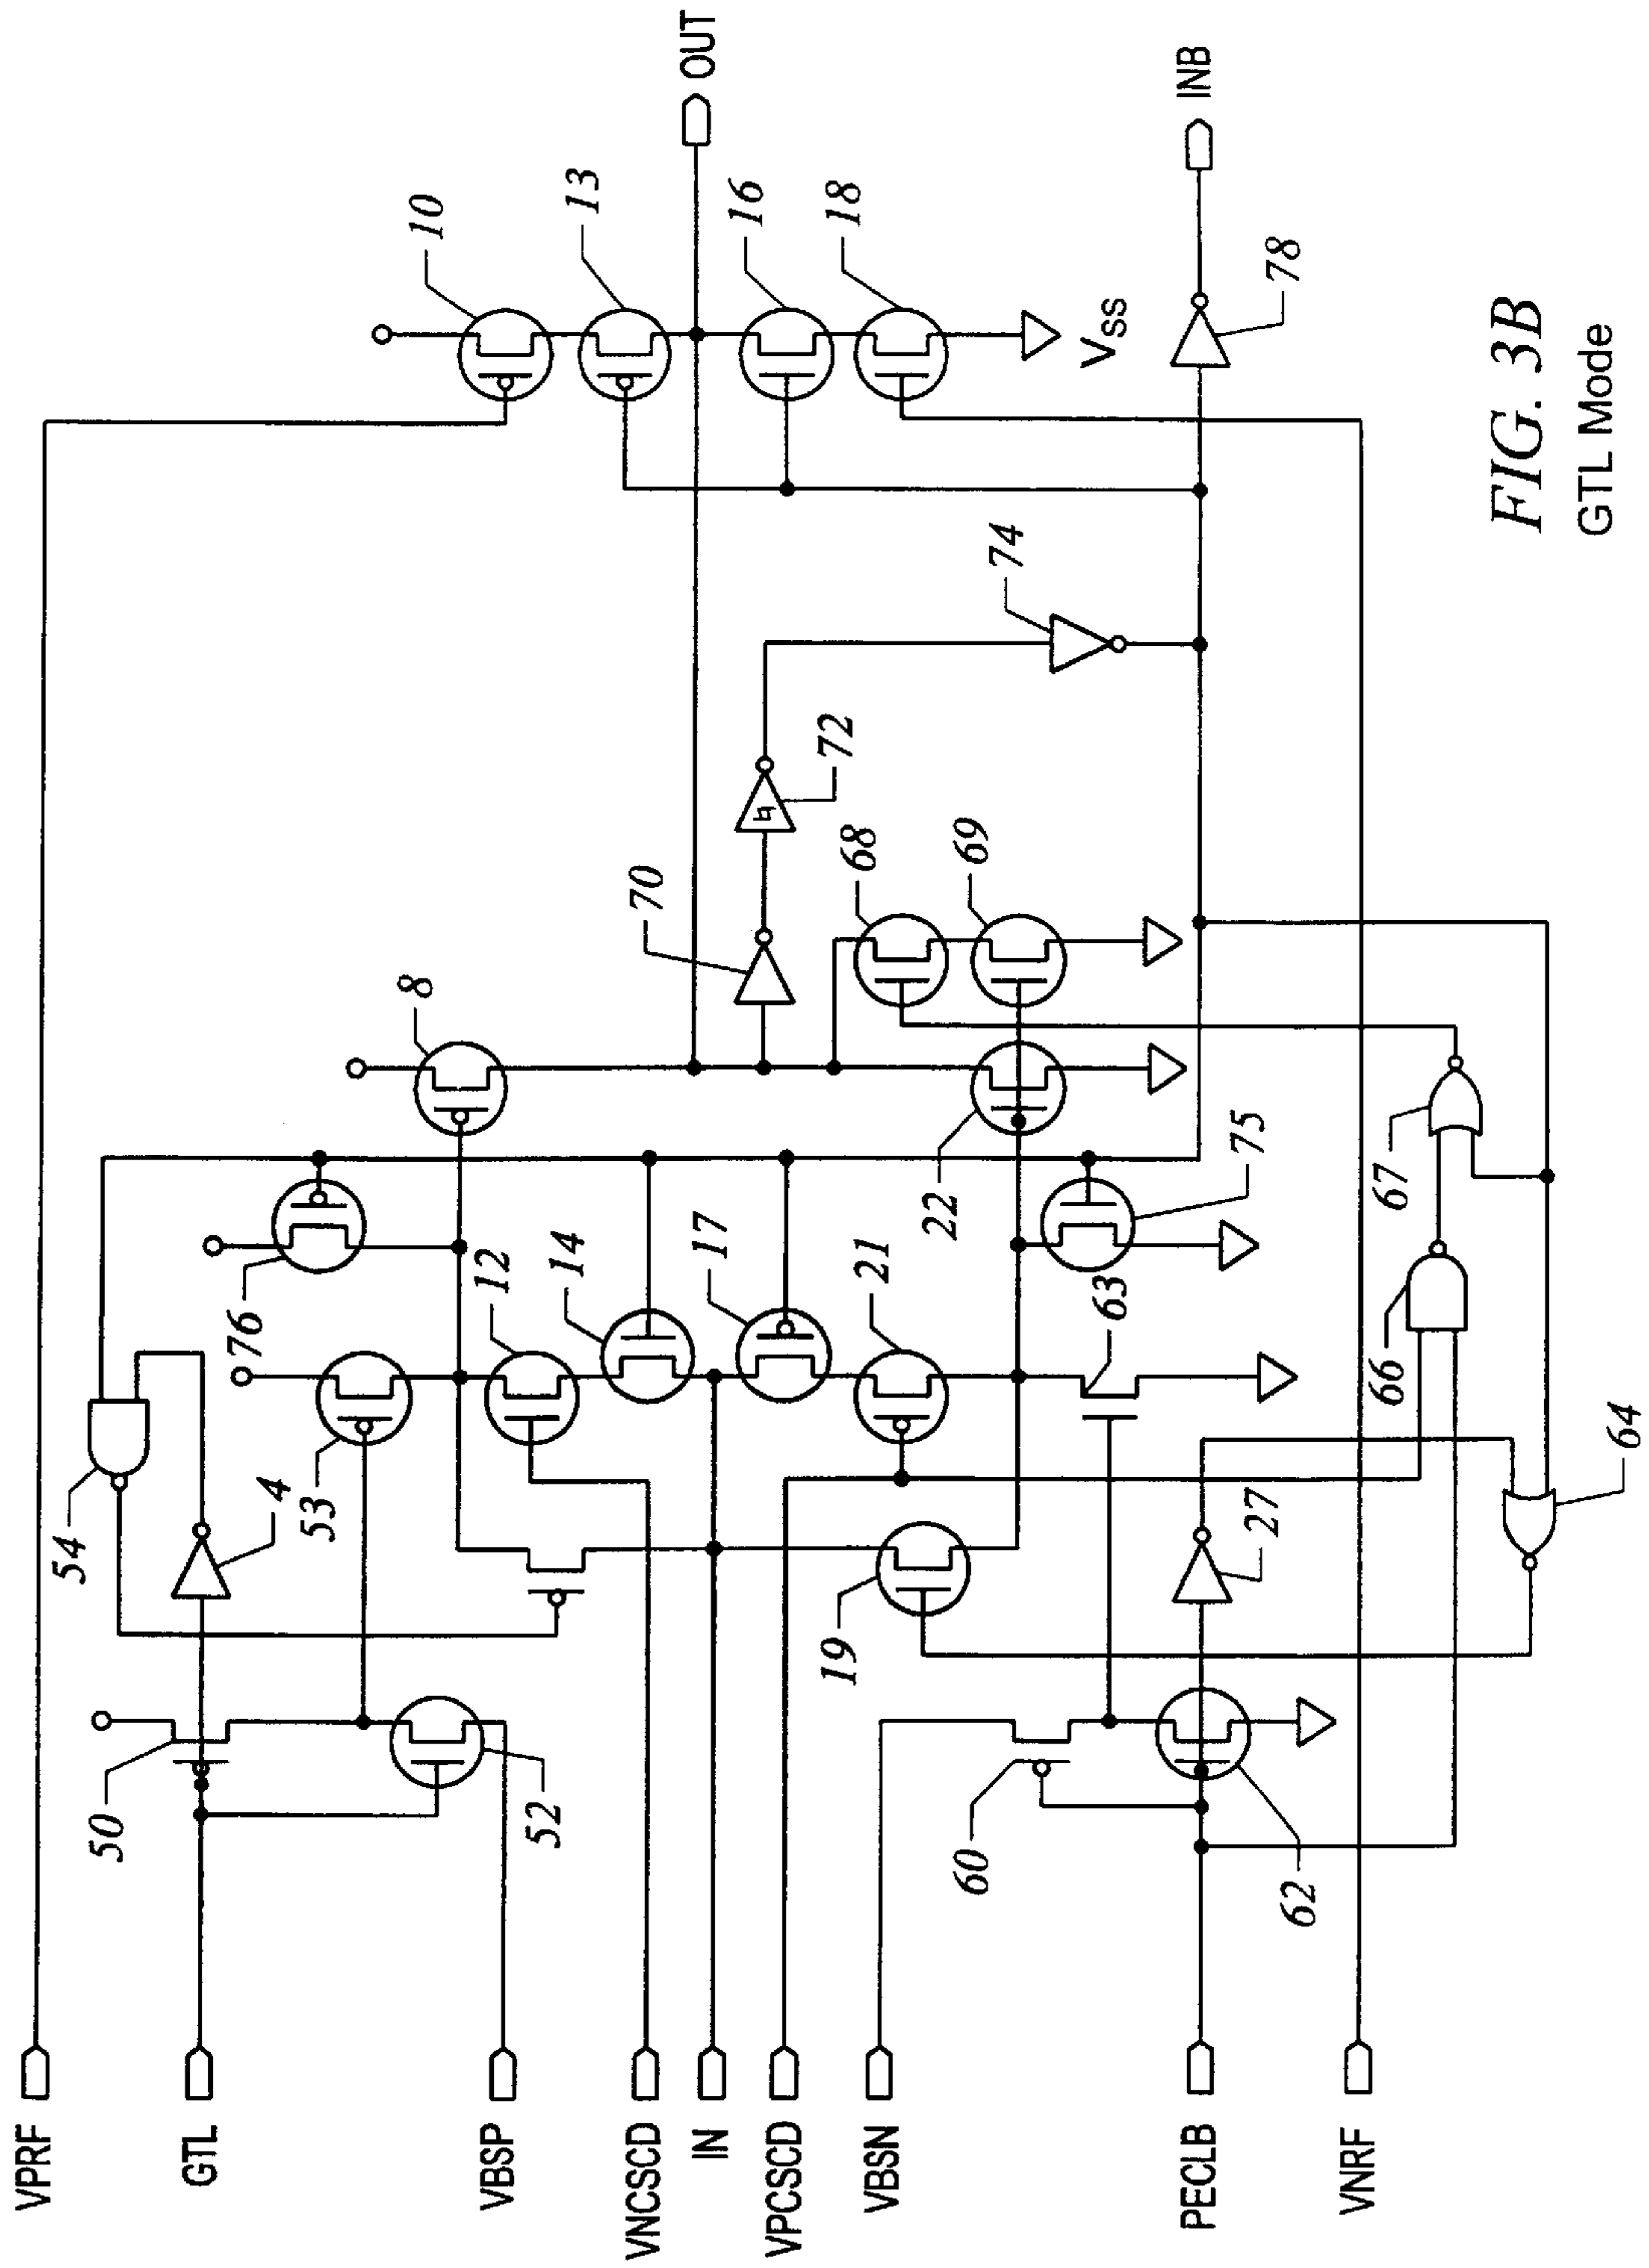 VPRF
GTL
VBSP
VNCSCD
IN
VPCSCD
VBSN
PECLB
VNRF
50
52
60
62
54
4
53
19
27
64
76
12
14
17
21
63
66
67
8
22
75
70
68
69
72
74
10
13
16
18
V_SS
78
OUT
INB
FIG. 3B
GTL Mode